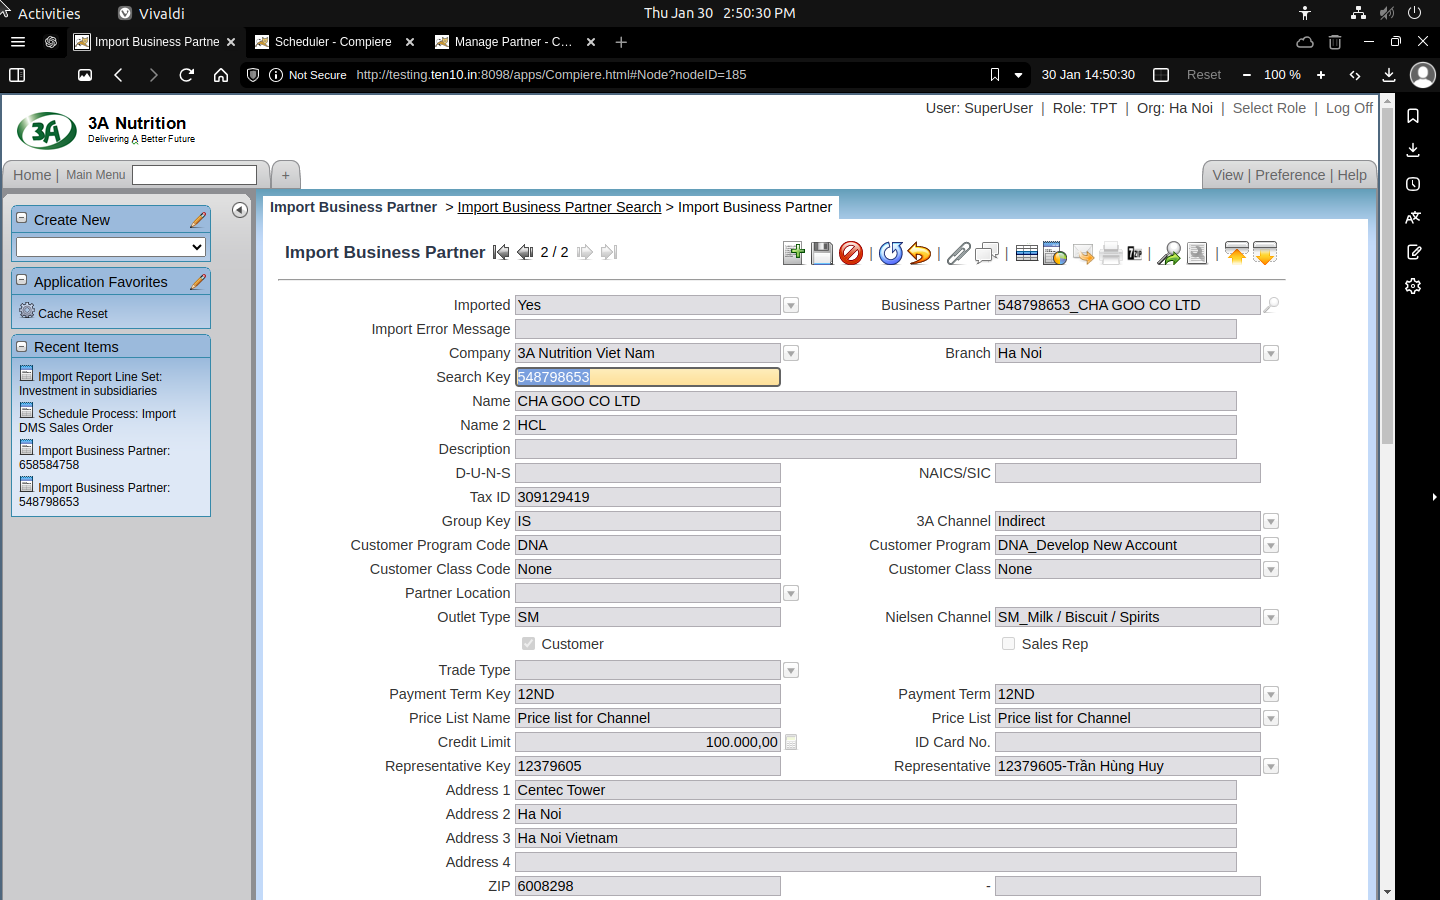 Activities Vivaldi Thu Jan 30 2:50:30 PM
Import Business Partne Scheduler - Compiere Manage Partner - C…
Not Secure http://testing.ten10.in:8098/apps/Compiere.html#Node?nodeID=185 30 Jan 14:50:30 Reset 100 %
3A 3A Nutrition
Delivering A Better Future
User: SuperUser | Role: TPT | Org: Ha Noi | Select Role | Log Off
Home | Main Menu + View | Preference | Help
Import Business Partner > Import Business Partner Search > Import Business Partner
Create New
Application Favorites
Cache Reset
Recent Items
Import Report Line Set:
Investment in subsidiaries
Schedule Process: Import
DMS Sales Order
Import Business Partner:
658584758
Import Business Partner:
548798653
Import Business Partner 2 / 2 | | | 7ZIP | |
Imported Yes Business Partner 548798653_CHA GOO CO LTD
Import Error Message
Company 3A Nutrition Viet Nam Branch Ha Noi
Search Key 548798653
Name CHA GOO CO LTD
Name 2 HCL
Description
D-U-N-S NAICS/SIC
Tax ID 309129419
Group Key IS 3A Channel Indirect
Customer Program Code DNA Customer Program DNA_Develop New Account
Customer Class Code None Customer Class None
Partner Location
Outlet Type SM Nielsen Channel SM_Milk / Biscuit / Spirits
Customer Sales Rep
Trade Type
Payment Term Key 12ND Payment Term 12ND
Price List Name Price list for Channel Price List Price list for Channel
Credit Limit 100.000,00 ID Card No.
Representative Key 12379605 Representative 12379605-Trần Hùng Huy
Address 1 Centec Tower
Address 2 Ha Noi
Address 3 Ha Noi Vietnam
Address 4
ZIP 6008298 -